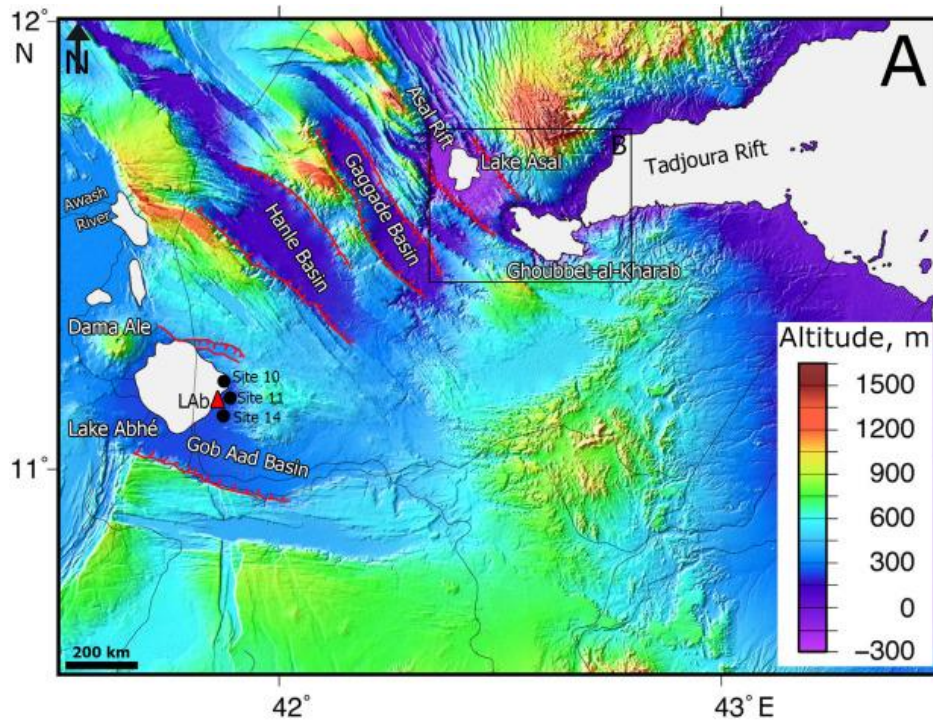 12°
N
N
A
Asal Rift
Lake Asal
B
Tadjoura Rift
Gaggade Basin
Awash
River
Hanle Basin
Ghoubbet-al-Kharab
Dama Ale
Altitude, m
1500
1200
900
600
300
0
−300
Site 10
LAb
Site 11
Site 14
Lake Abhé
Gob Aad Basin
11°
200 km
42°
43°E